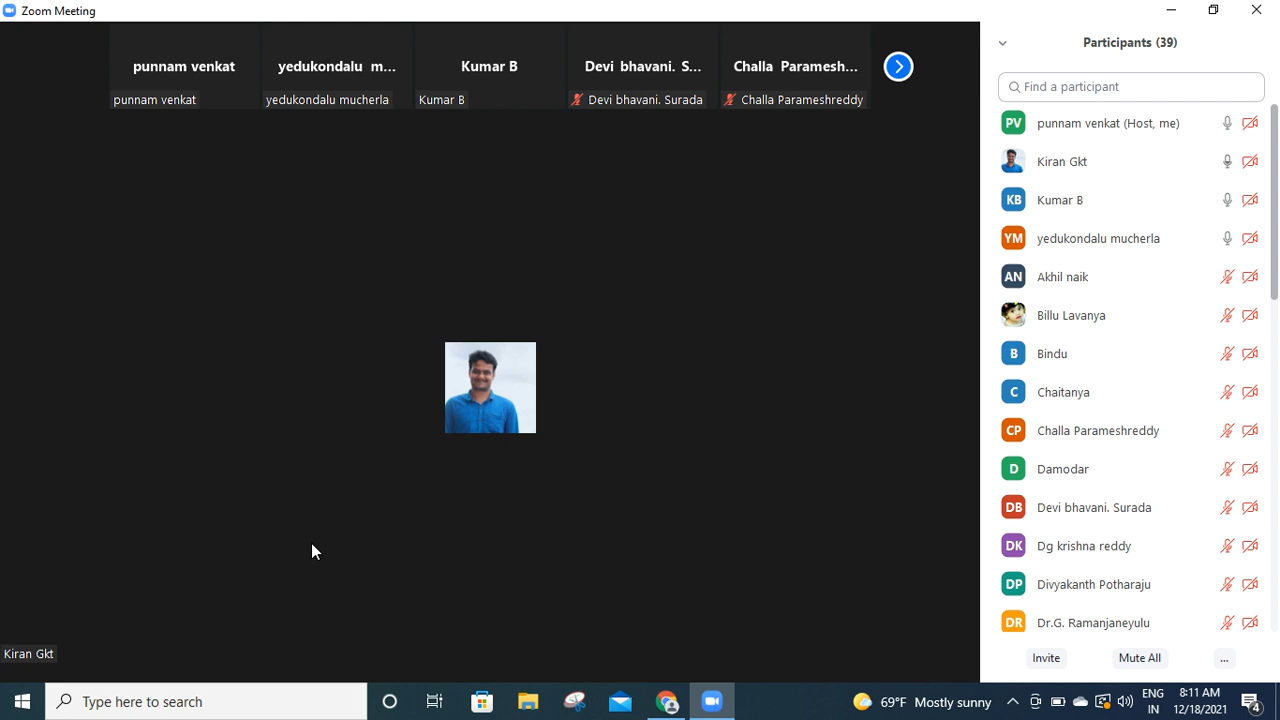 Zoom Meeting
punnam venkat
yedukondalu m...
Kumar B
Devi bhavani. S...
Challa Paramesh...
punnam venkat
yedukondalu mucherla
Kumar B
Devi bhavani. Surada
Challa Parameshreddy
Kiran Gkt
Participants (39)
Find a participant
PV punnam venkat (Host, me)
Kiran Gkt
KB Kumar B
YM yedukondalu mucherla
AN Akhil naik
Billu Lavanya
B Bindu
C Chaitanya
CP Challa Parameshreddy
D Damodar
DB Devi bhavani. Surada
DK Dg krishna reddy
DP Divyakanth Potharaju
DR Dr.G. Ramanjaneyulu
Invite
Mute All
...
Type here to search
69°F Mostly sunny
ENG
IN
8:11 AM
12/18/2021
4